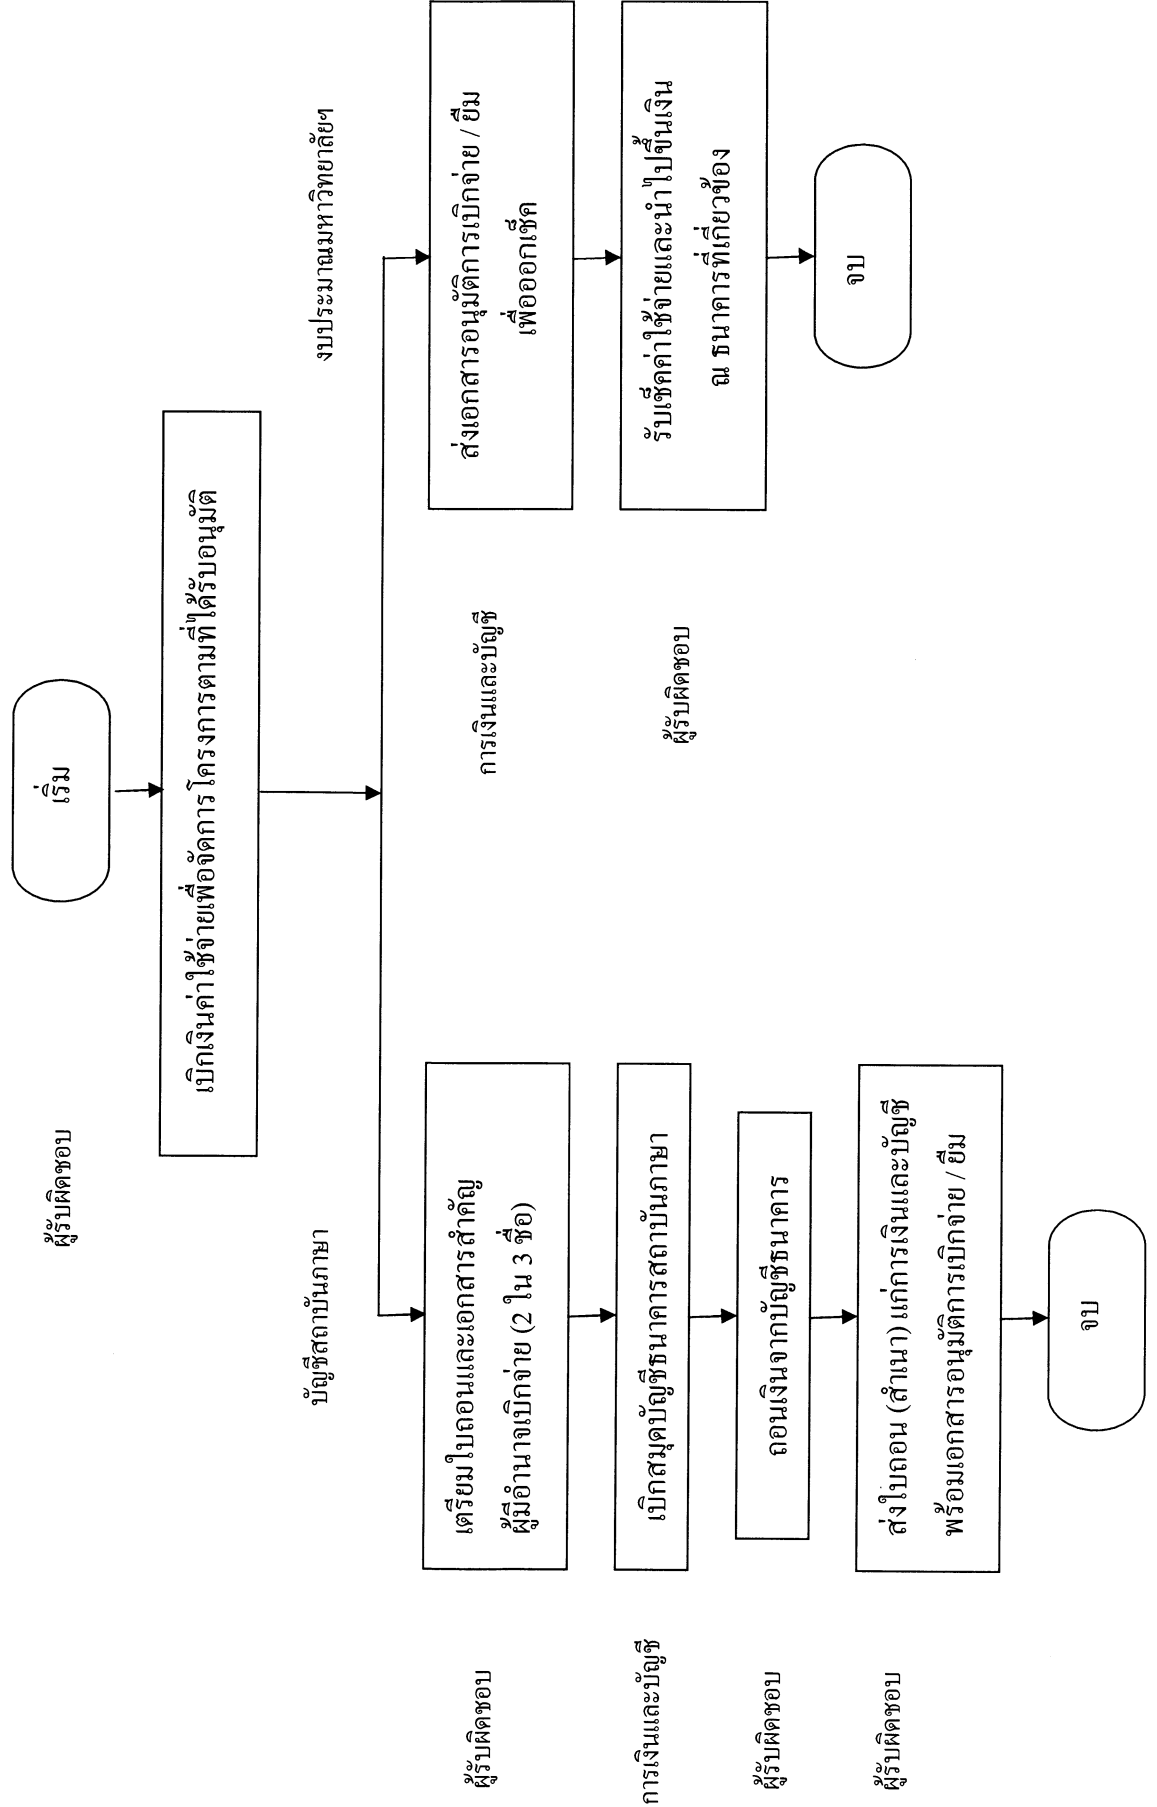 ผู้รับผิดชอบ
เริ่ม
เบิกเงินค่าใช้จ่ายเพื่อจัดการโครงการตามที่ได้รับอนุมัติ
บัญชีสถาบันภาษา
งบประมาณมหาวิทยาลัยฯ
ผู้รับผิดชอบ
เตรียมใบถอนและเอกสารสำคัญ
ผู้มีอำนาจเบิกจ่าย (2 ใน 3 ชื่อ)
การเงินและบัญชี
เบิกสมุดบัญชีธนาคารสถาบันภาษา
ผู้รับผิดชอบ
ถอนเงินจากบัญชีธนาคาร
ผู้รับผิดชอบ
ส่งใบถอน (สำเนา) แก่การเงินและบัญชี
พร้อมเอกสารอนุมัติการเบิกจ่าย / ยืม
จบ
การเงินและบัญชี
ส่งเอกสารอนุมัติการเบิกจ่าย / ยืม
เพื่อออกเช็ค
ผู้รับผิดชอบ
รับเช็คค่าใช้จ่ายและนำไปขึ้นเงิน
ณ ธนาคารที่เกี่ยวข้อง
จบ